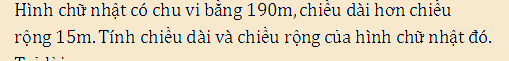 Hình chữ nhật có chu vi bằng 190m, chiều dài hơn chiều
rộng 15m. Tính chiều dài và chiều rộng của hình chữ nhật đó.